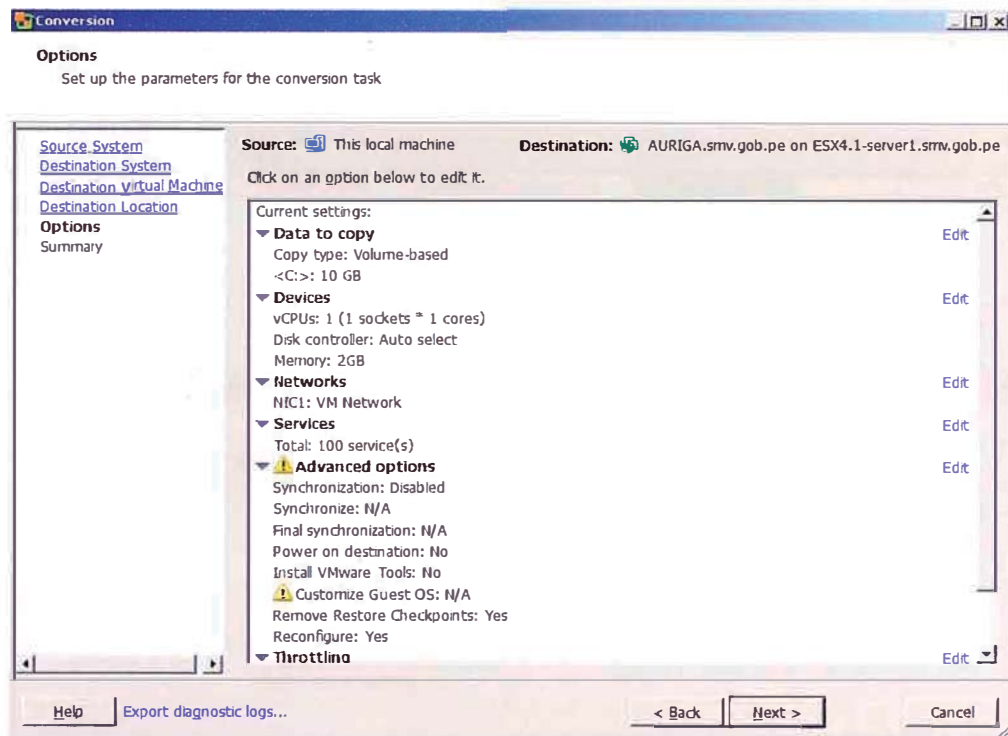 Conversion
Options
Set up the parameters for the conversion task
Source System
Destination System
Destination Virtual Machine
Destination Location
Options
Summary
Source: This local machine Destination: AURIGA.smv.gob.pe on ESX4.1-server1.smv.gob.pe
Click on an option below to edit it.
Current settings:
Data to copy Edit
Copy type: Volume-based
<C:>: 10 GB
Devices Edit
vCPUs: 1 (1 sockets * 1 cores)
Disk controller: Auto select
Memory: 2GB
Networks Edit
NIC1: VM Network
Services Edit
Total: 100 service(s)
Advanced options Edit
Synchronization: Disabled
Synchronize: N/A
Final synchronization: N/A
Power on destination: No
Install VMware Tools: No
Customize Guest OS: N/A
Remove Restore Checkpoints: Yes
Reconfigure: Yes
Throttling Edit
Help Export diagnostic logs... < Back Next > Cancel